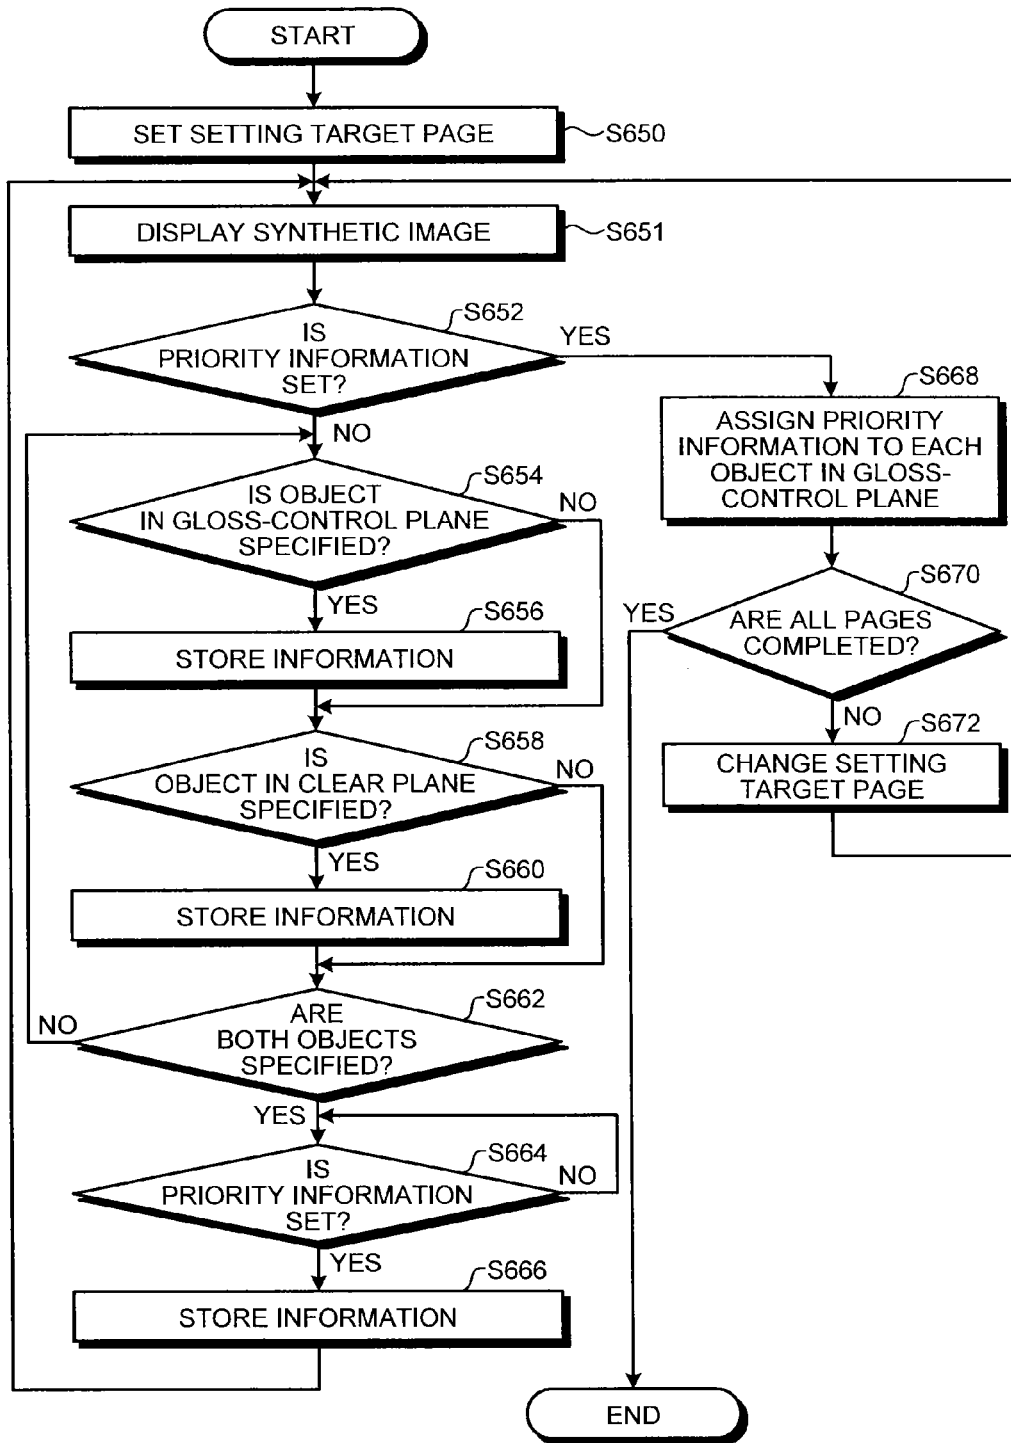 START
SET SETTING TARGET PAGE
S650
DISPLAY SYNTHETIC IMAGE
S651
S652
IS
PRIORITY INFORMATION
SET?
YES
NO
S668
ASSIGN PRIORITY
INFORMATION TO EACH
OBJECT IN GLOSS-
CONTROL PLANE
S654
IS OBJECT
IN GLOSS-CONTROL PLANE
SPECIFIED?
NO
YES
S656
STORE INFORMATION
S670
YES
ARE ALL PAGES
COMPLETED?
NO
S672
CHANGE SETTING
TARGET PAGE
S658
IS
OBJECT IN CLEAR PLANE
SPECIFIED?
NO
YES
S660
STORE INFORMATION
S662
ARE
BOTH OBJECTS
SPECIFIED?
NO
YES
S664
IS
PRIORITY INFORMATION
SET?
NO
YES
S666
STORE INFORMATION
END